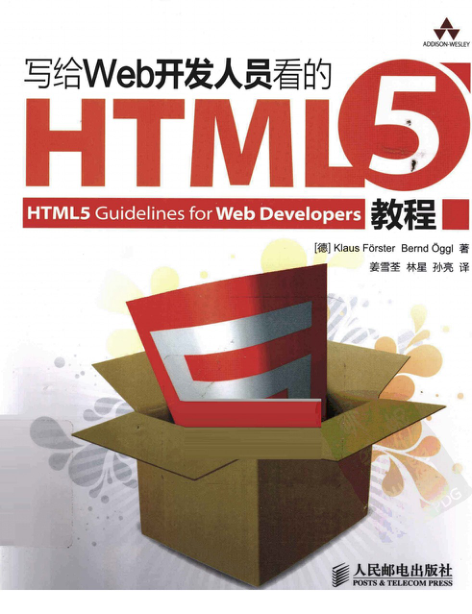 ADDISON-WESLEY
写给Web开发人员看的
HTML5
HTML5 Guidelines for Web Developers 教程
[德] Klaus Förster Bernd Öggl 著
姜雪荃 林星 孙亮 译
PDG
人民邮电出版社
POSTS & TELECOM PRESS